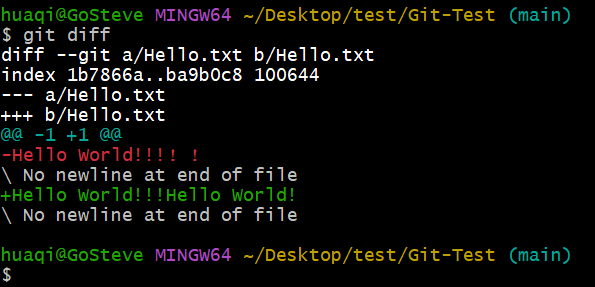 huaqi@GoSteve MINGW64 ~/Desktop/test/Git-Test (main)
$ git diff
diff --git a/Hello.txt b/Hello.txt
index 1b7866a..ba9b0c8 100644
--- a/Hello.txt
+++ b/Hello.txt
@@ -1 +1 @@
-Hello World!!!！！
\ No newline at end of file
+Hello World!!!Hello World!
\ No newline at end of file
huaqi@GoSteve MINGW64 ~/Desktop/test/Git-Test (main)
$